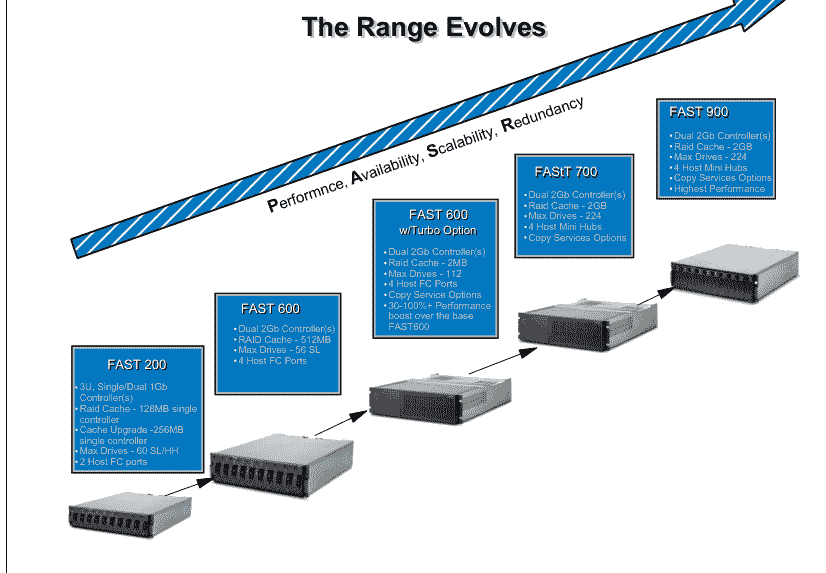 The Range Evolves
Performnce, Availability, Scalability, Redundancy
FAST 900
•Dual 2Gb Controller(s)
•Raid Cache - 2GB
•Max Drives - 224
•4 Host Mini Hubs
•Copy Services Options
•Highest Performance
FAStT 700
•Dual 2Gb Controller(s)
•Raid Cache - 2GB
•Max Drives - 224
•4 Host Mini Hubs
•Copy Services Options
FAST 600
w/Turbo Option
•Dual 2Gb Controller(s)
•Raid Cache - 2MB
•Max Drives - 112
•4 Host FC Ports
•Copy Service Options
•30-100%+ Performance
boost over the base
FAST600
FAST 600
•Dual 2Gb Controller(s)
•RAID Cache - 512MB
•Max Drives - 56 SL
•4 Host FC Ports
FAST 200
•3U, Single/Dual 1Gb
Controller(s)
•Raid Cache - 128MB single
controller
•Cache Upgrade -256MB
single controller
•Max Drives - 60 SL/HH
•2 Host FC ports